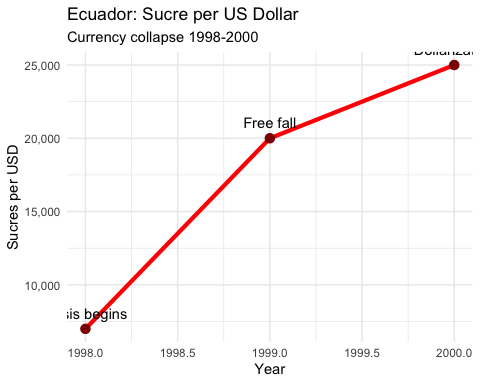 Ecuador: Sucre per US Dollar
Currency collapse 1998-2000
Dollarizat
25,000
Free fall
20,000
Sucres per USD
15,000
10,000
sis begins
1998.0 1998.5 1999.0 1999.5 2000.0
Year